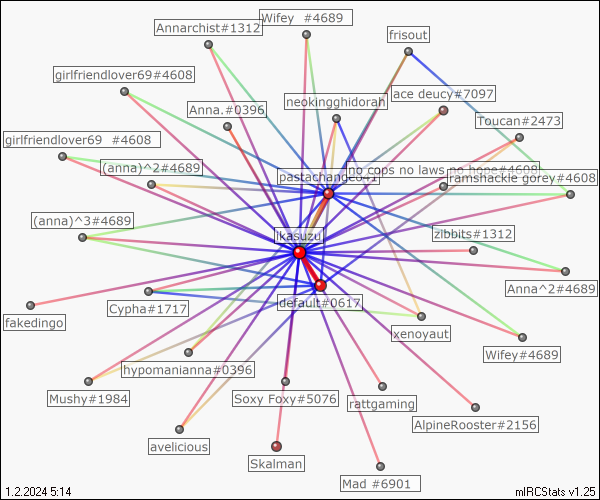 Wifey #4689
Annarchist#1312
frisout
girlfriendlover69#4608
ace deucy#7097
neokingghidorah
Anna.#0396
Toucan#2473
girlfriendlover69 #4608
(anna)^2#4689
no cops no laws no hope#4608
ramshackle gorey#4608
(anna)^3#4689
ikasuzu
zibbits#1312
Anna^2#4689
default#0617
Cypha#1717
fakedingo
xenoyaut
Wifey#4689
hypomanianna#0396
Mushy#1984
Soxy Foxy#5076
rattgaming
AlpineRooster#2156
avelicious
Skalman
Mad #6901
1.2.2024 5:14
mIRCStats v1.25